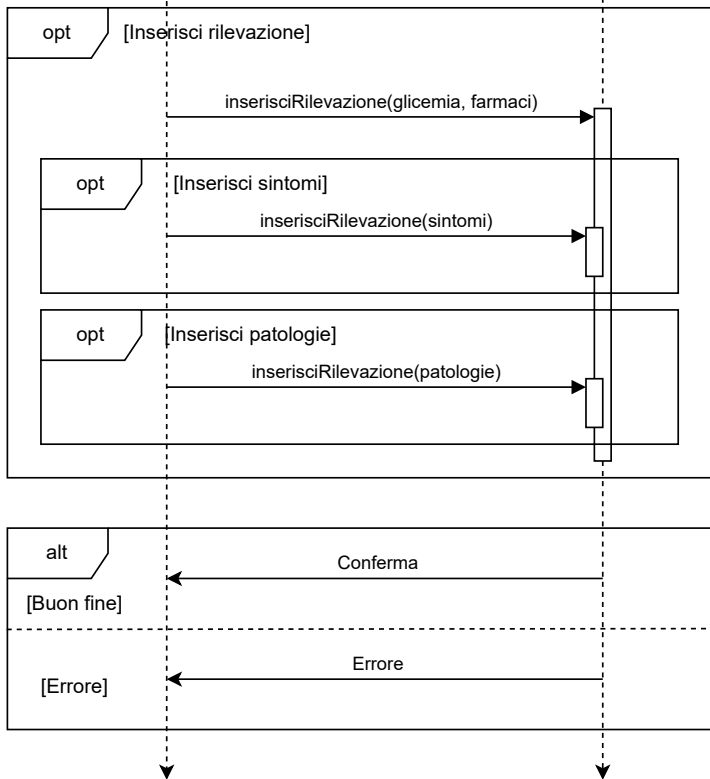 opt
[Inserisci rilevazione]
inserisciRilevazione(glicemia, farmaci)
opt
[Inserisci sintomi]
inserisciRilevazione(sintomi)
opt
[Inserisci patologie]
inserisciRilevazione(patologie)
alt
Conferma
[Buon fine]
Errore
[Errore]